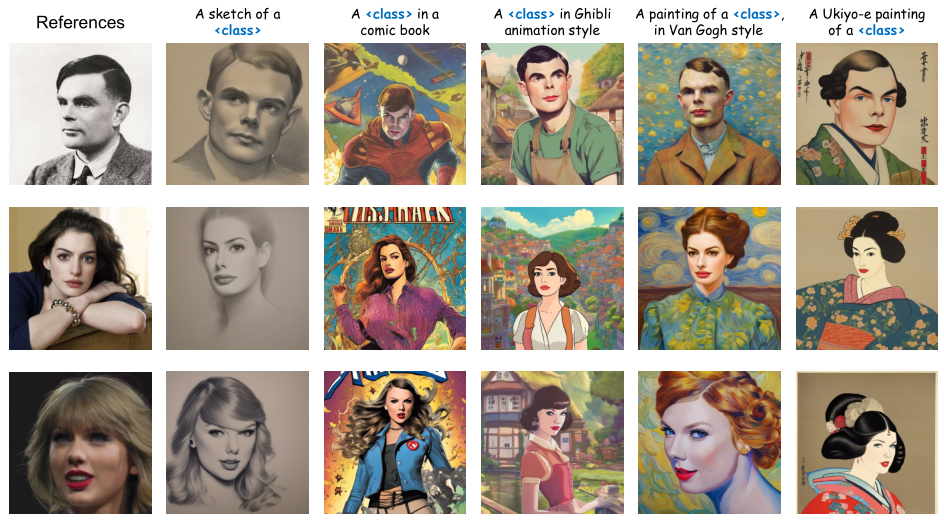 References
A sketch of a
<class>
A <class> in a
comic book
A <class> in Ghibli
animation style
A painting of a <class>,
in Van Gogh style
A Ukiyo-e painting
of a <class>